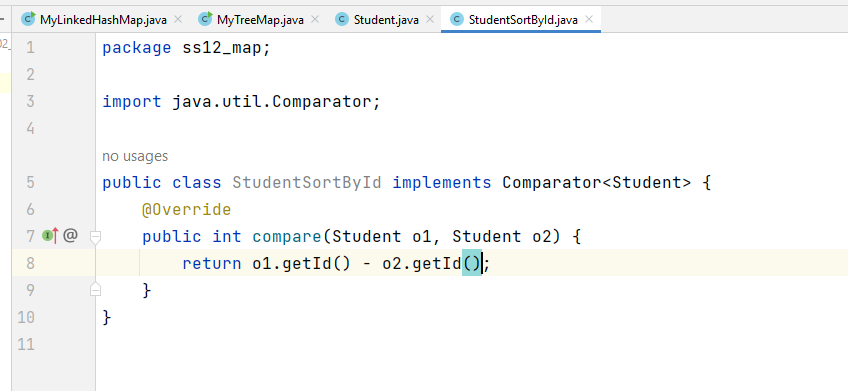 MyLinkedHashMap.java MyTreeMap.java Student.java StudentSortById.java
02_
1 package ss12_map;
2
3 import java.util.Comparator;
4
no usages
5 public class StudentSortById implements Comparator<Student> {
6 @Override
7 @ public int compare(Student o1, Student o2) {
8 return o1.getId() - o2.getId();
9 }
10 }
11